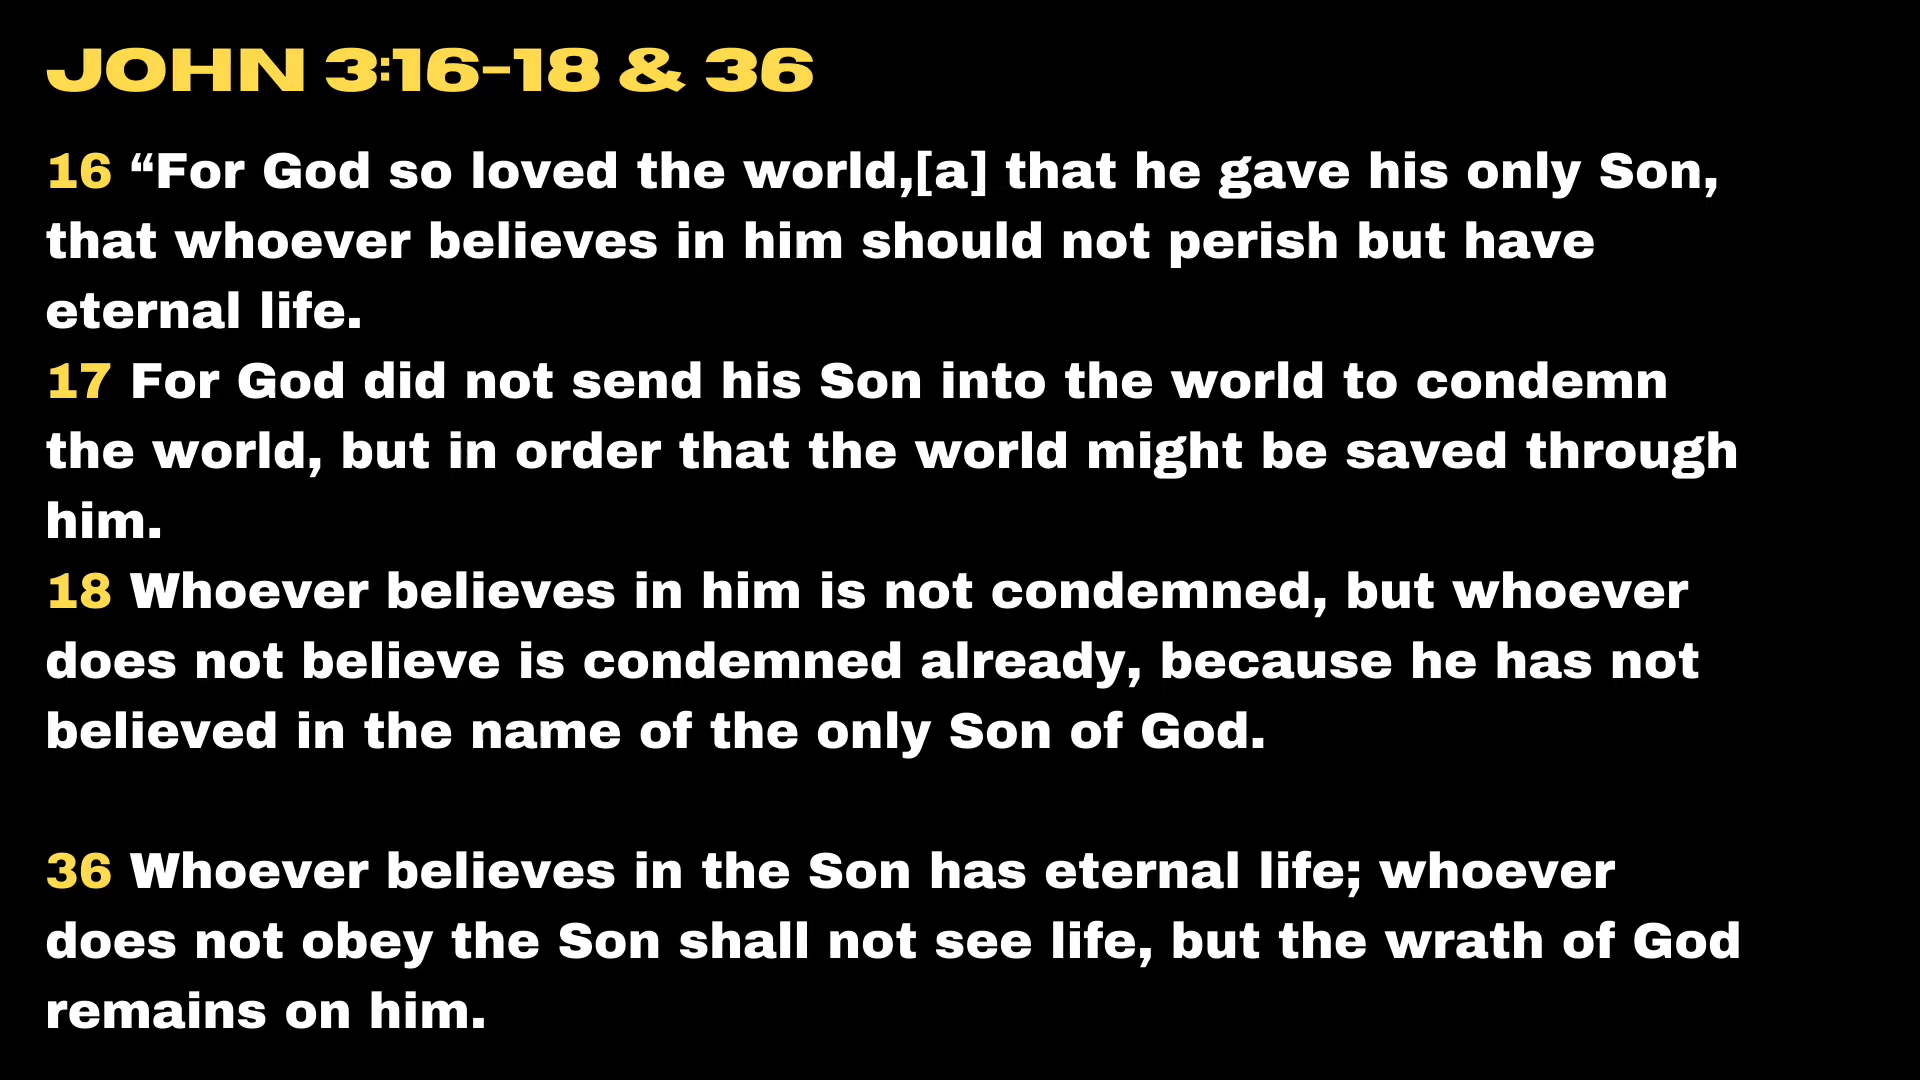 JOHN 3:16-18 & 36
16 “For God so loved the world,[a] that he gave his only Son,
that whoever believes in him should not perish but have
eternal life.
17 For God did not send his Son into the world to condemn
the world, but in order that the world might be saved through
him.
18 Whoever believes in him is not condemned, but whoever
does not believe is condemned already, because he has not
believed in the name of the only Son of God.
36 Whoever believes in the Son has eternal life; whoever
does not obey the Son shall not see life, but the wrath of God
remains on him.